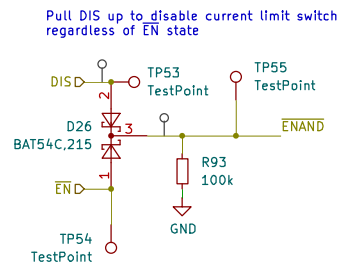 Pull DIS up to disable current limit switch
regardless of EN state
DIS
TP53
TestPoint
TP55
TestPoint
2
D26
BAT54C,215
3
ENAND
1
R93
100k
EN
GND
TP54
TestPoint